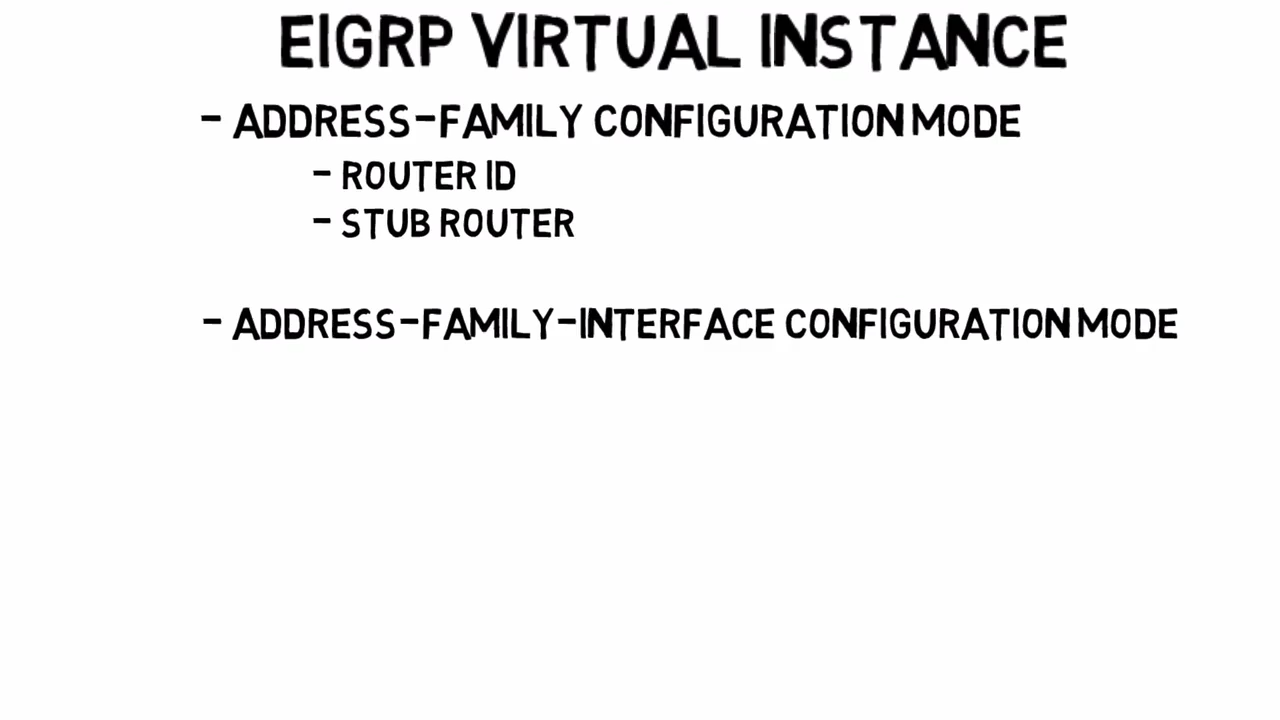 EIGRP VIRTUAL INSTANCE
- ADDRESS-FAMILY CONFIGURATION MODE
- ROUTER ID
- STUB ROUTER
- ADDRESS-FAMILY-INTERFACE CONFIGURATION MODE